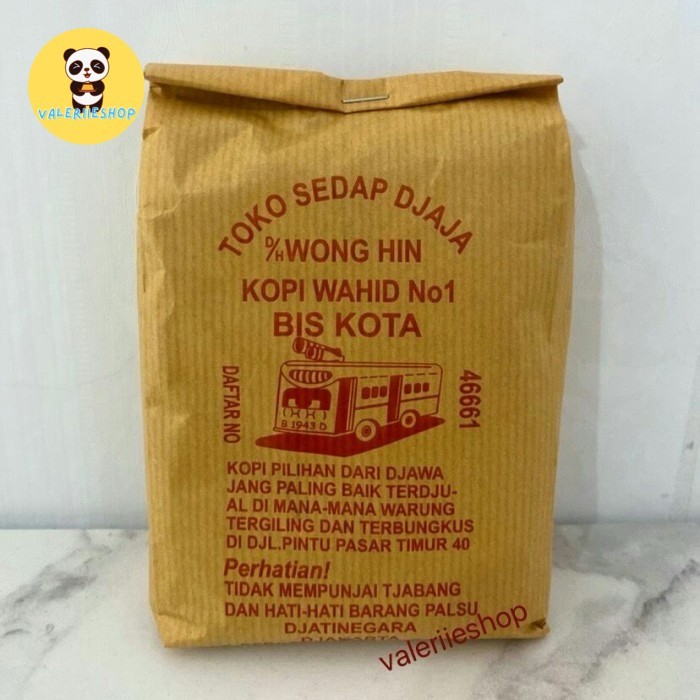 VALERIIESHOP
TOKO SEDAP DJAJA
D/H WONG HIN
KOPI WAHID No1
BIS KOTA
DAFTAR NO
46661
B 1943 D
KOPI PILIHAN DARI DJAWA
JANG PALING BAIK TERDJU-
AL DI MANA-MANA WARUNG
TERGILING DAN TERBUNGKUS
DI DJL.PINTU PASAR TIMUR 40
Perhatian!
TIDAK MEMPUNJAI TJABANG
DAN HATI-HATI BARANG PALSU
DJATINEGARA
valeriieshop